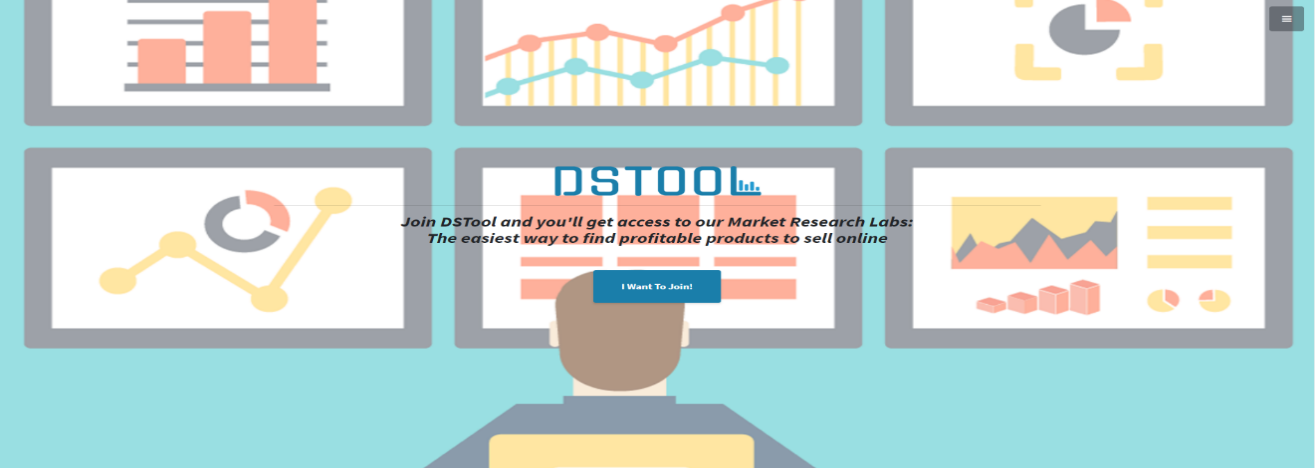 DSTOOL
Join DSTool and you'll get access to our Market Research Labs:
The easiest way to find profitable products to sell online
I Want To Join!